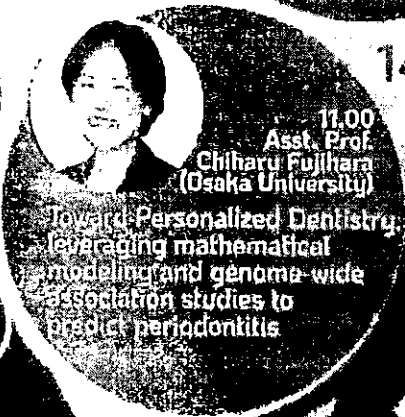 14
11.00
Asst. Prof.
Chiharu Fujihara
(Osaka University)
Toward Personalized Dentistry:
leveraging mathematical
modeling and genome-wide
association studies to
predict periodontitis